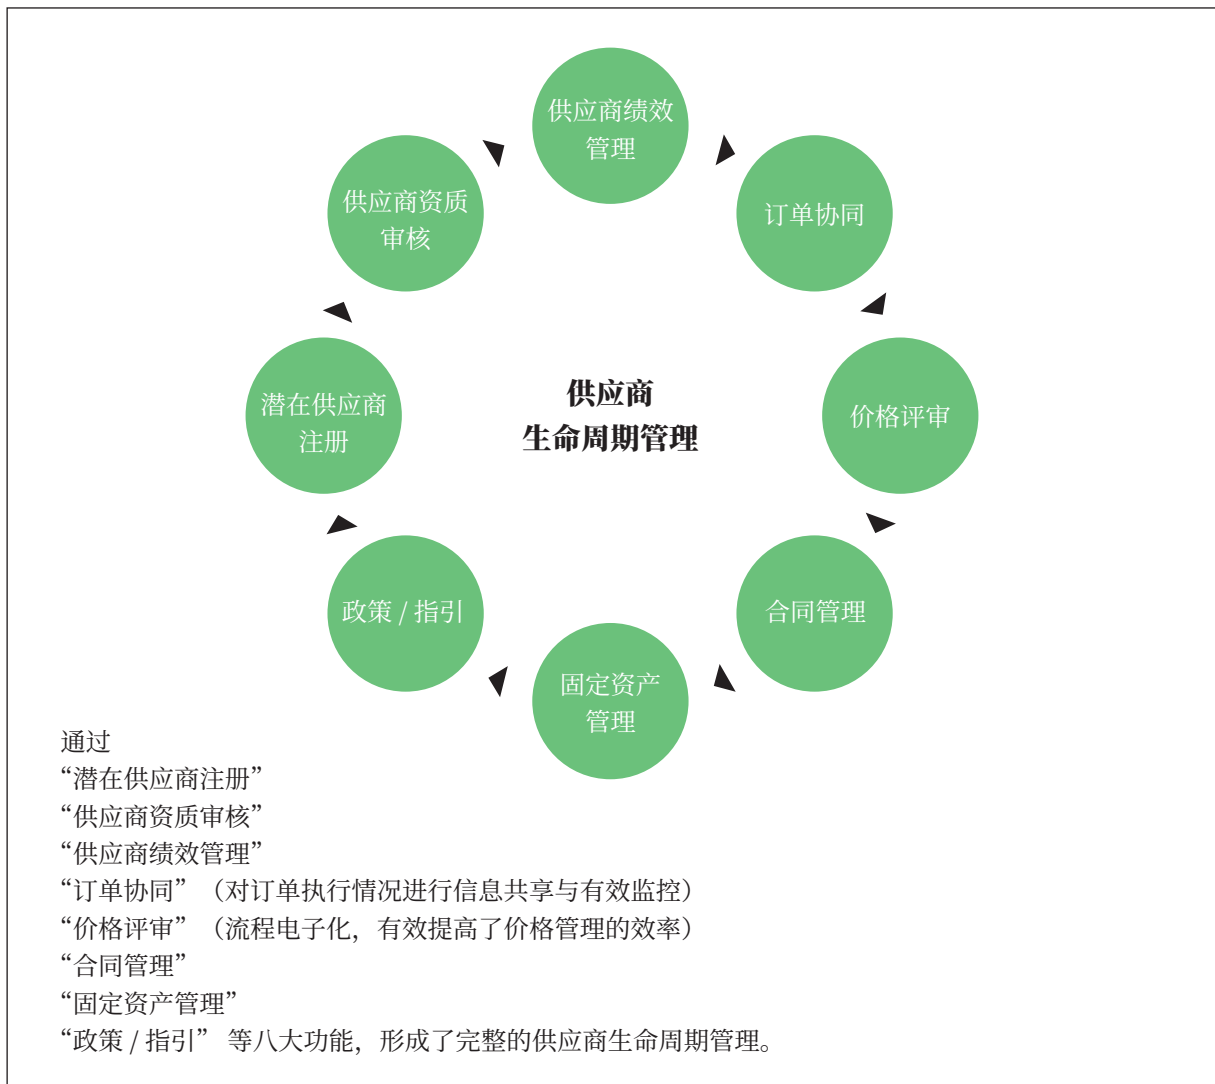 供应商绩效
管理
供应商资质
审核
订单协同
潜在供应商
注册
供应商
生命周期管理
价格评审
政策 / 指引
合同管理
固定资产
管理
通过
“潜在供应商注册”
“供应商资质审核”
“供应商绩效管理”
“订单协同”（对订单执行情况进行信息共享与有效监控）
“价格评审”（流程电子化，有效提高了价格管理的效率）
“合同管理”
“固定资产管理”
“政策 / 指引” 等八大功能，形成了完整的供应商生命周期管理。